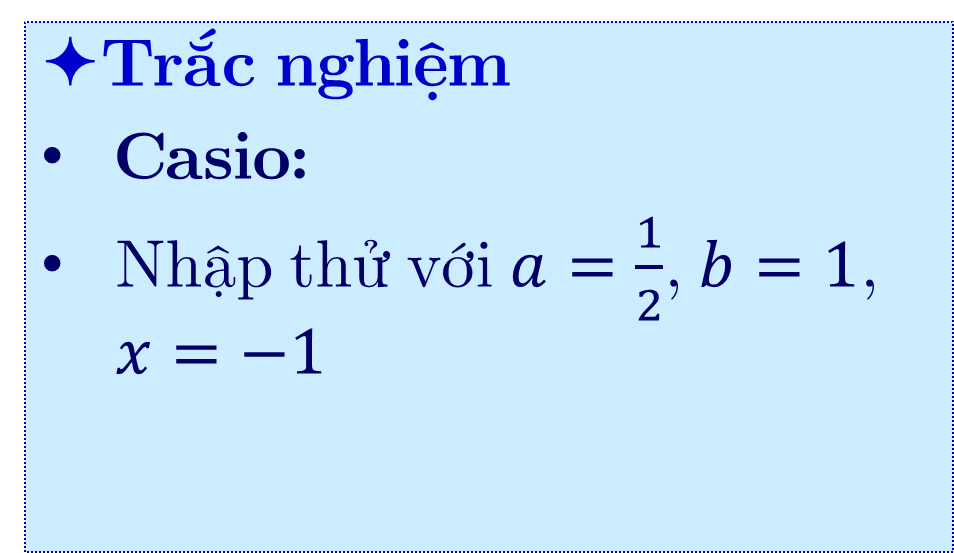 ✦Trắc nghiệm
• Casio:
• Nhập thử với a = 1/2, b = 1,
x = −1